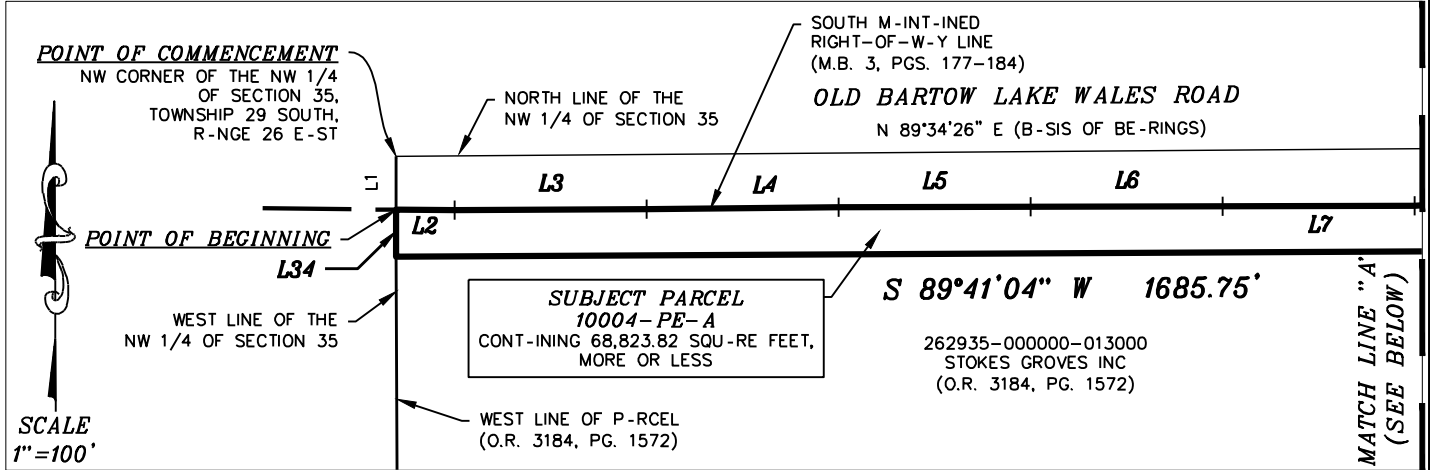 POINT OF COMMENCEMENT
NW CORNER OF THE NW 1/4
OF SECTION 35,
TOWNSHIP 29 SOUTH,
R-NGE 26 E-ST
NORTH LINE OF THE
NW 1/4 OF SECTION 35
SOUTH M-INT-INED
RIGHT-OF-W-Y LINE
(M.B. 3, PGS. 177-184)
OLD BARTOW LAKE WALES ROAD
N 89°34'26" E (B-SIS OF BE-RINGS)
L1
L3
L4
L5
L6
POINT OF BEGINNING
L2
L7
L34
WEST LINE OF THE
NW 1/4 OF SECTION 35
SUBJECT PARCEL
10004-PE-A
CONT-INING 68,823.82 SQU-RE FEET,
MORE OR LESS
S 89°41'04" W 1685.75'
262935-000000-013000
STOKES GROVES INC
(O.R. 3184, PG. 1572)
WEST LINE OF P-RCEL
(O.R. 3184, PG. 1572)
MATCH LINE "A"
(SEE BELOW)
SCALE
1"=100'